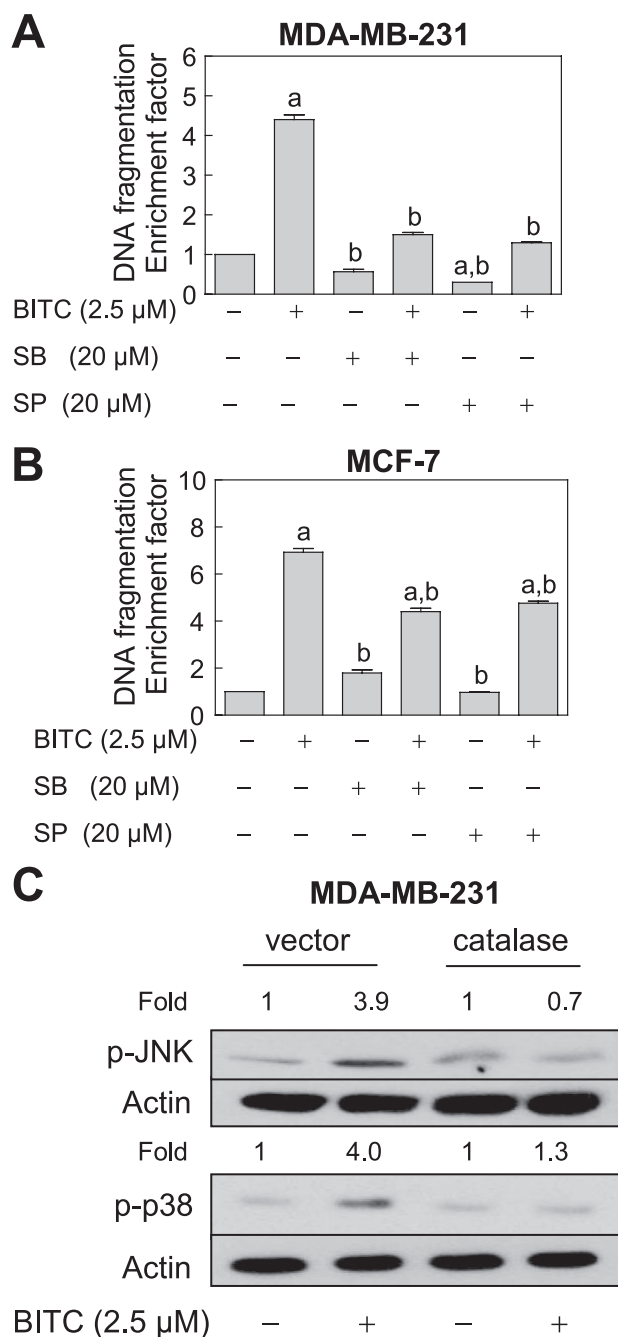 A
MDA-MB-231
DNA fragmentation
Enrichment factor
6
5
4
3
2
1
0
a
b
b
a,b
b
BITC (2.5 µM) – + – + – +
SB (20 µM) – – + + – –
SP (20 µM) – – – – + +
B
MCF-7
DNA fragmentation
Enrichment factor
10
8
6
4
2
0
a
b
a,b
b
a,b
BITC (2.5 µM) – + – + – +
SB (20 µM) – – + + – –
SP (20 µM) – – – – + +
C
MDA-MB-231
vector catalase
Fold 1 3.9 1 0.7
p-JNK
Actin
Fold 1 4.0 1 1.3
p-p38
Actin
BITC (2.5 µM) – + – +